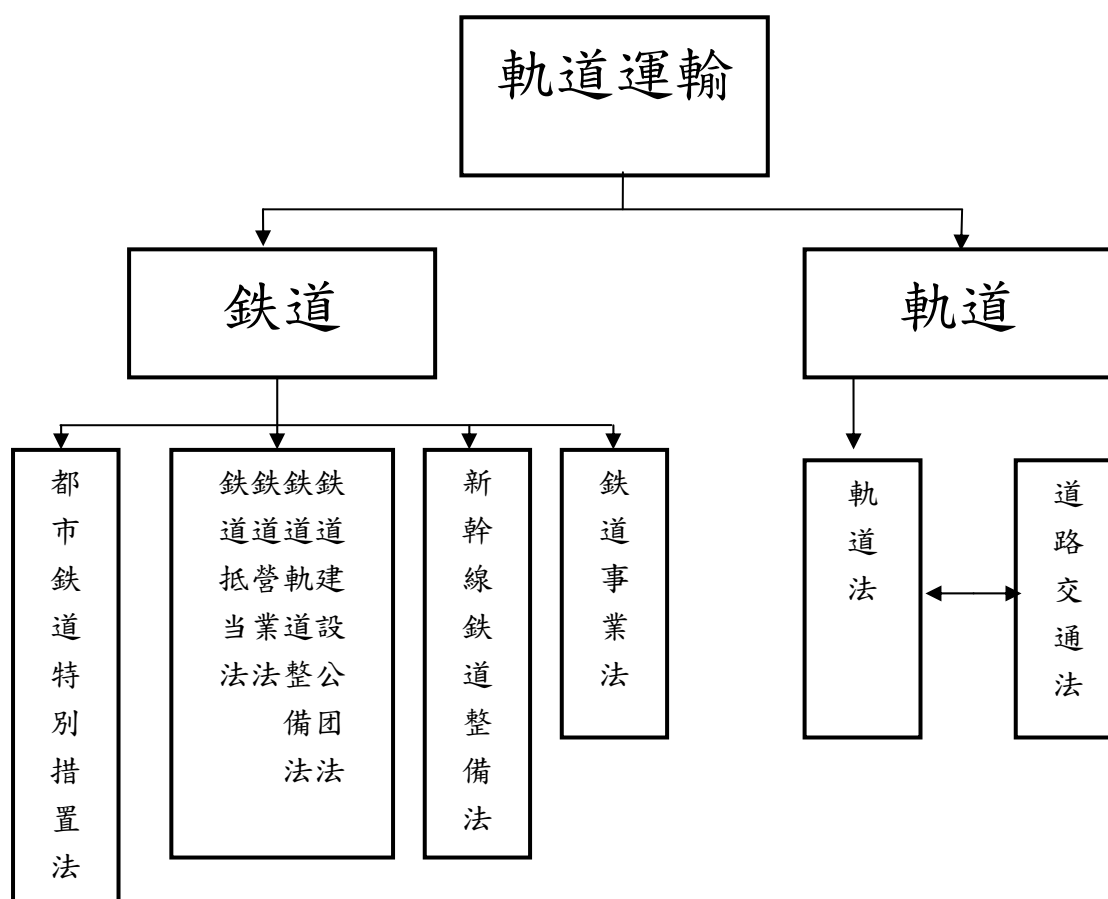 軌道運輸
鉄道
軌道
都市鉄道特別措置法
鉄道建設公团法
鉄道軌道整備法
鉄道營業法
鉄道抵当法
新幹線鉄道整備法
鉄道事業法
軌道法
道路交通法